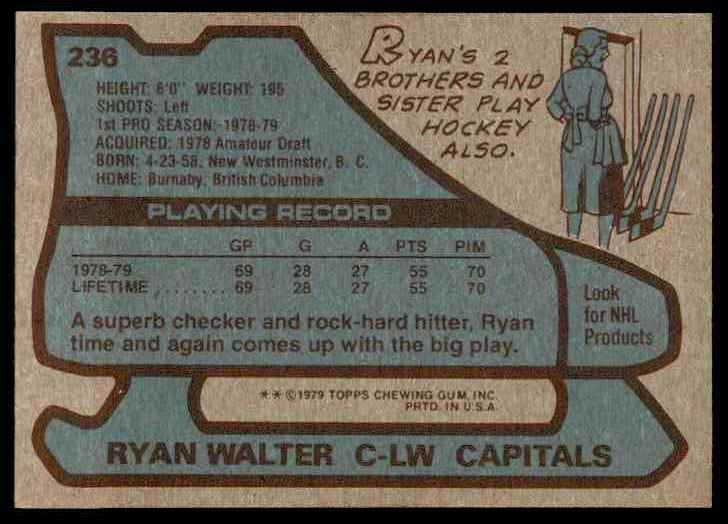 236
HEIGHT: 6'0" WEIGHT: 195
SHOOTS: Left
1st PRO SEASON: 1978-79
ACQUIRED: 1978 Amateur Draft
BORN: 4-23-58, New Westminster, B. C.
HOME: Burnaby, British Columbia
RYAN'S 2
BROTHERS AND
SISTER PLAY
HOCKEY
ALSO.
PLAYING RECORD
GP G A PTS PIM
1978-79 69 28 27 55 70
LIFETIME ........ 69 28 27 55 70
A superb checker and rock-hard hitter, Ryan
time and again comes up with the big play.
Look
for NHL
Products
** © 1979 TOPPS CHEWING GUM, INC.
PRTD. IN U.S.A.
RYAN WALTER C-LW CAPITALS